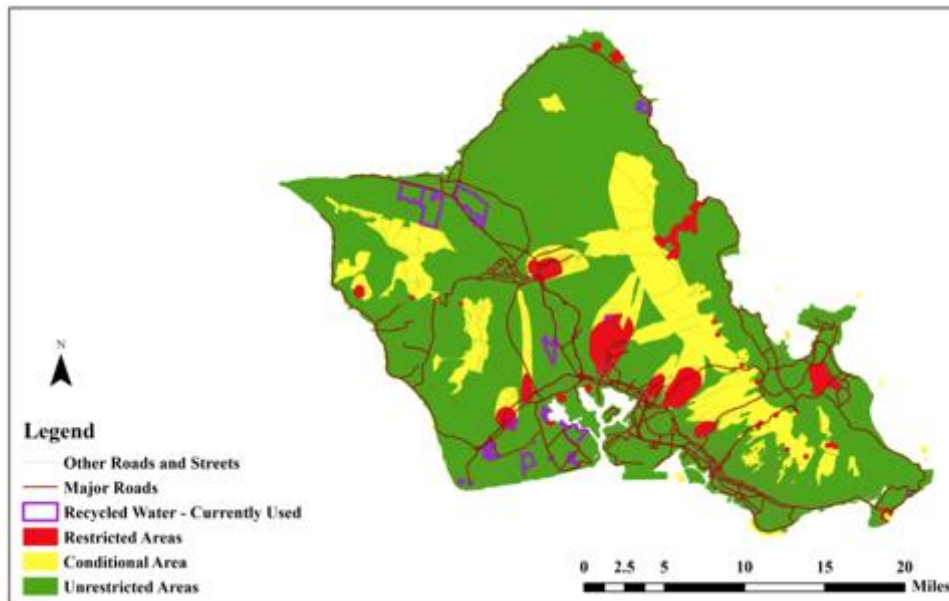 N
Legend
Other Roads and Streets
Major Roads
Recycled Water - Currently Used
Restricted Areas
Conditional Area
Unrestricted Areas
0 2.5 5 10 15 20
Miles